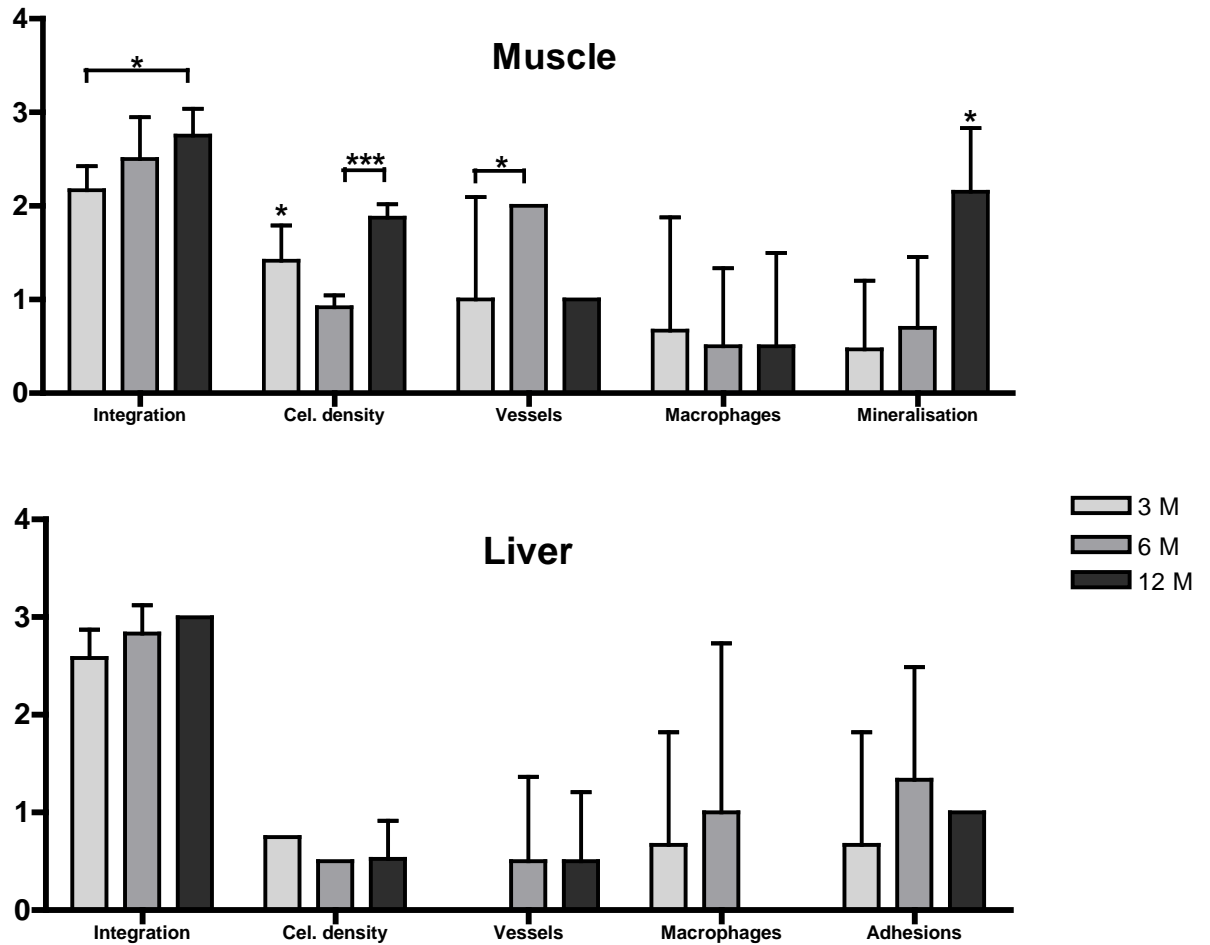 4
Muscle
*
3
***
*
*
2
*
1
0
Integration Cel. density Vessels Macrophages Mineralisation
4
Liver
3 M
6 M
12 M
3
2
1
0
Integration Cel. density Vessels Macrophages Adhesions